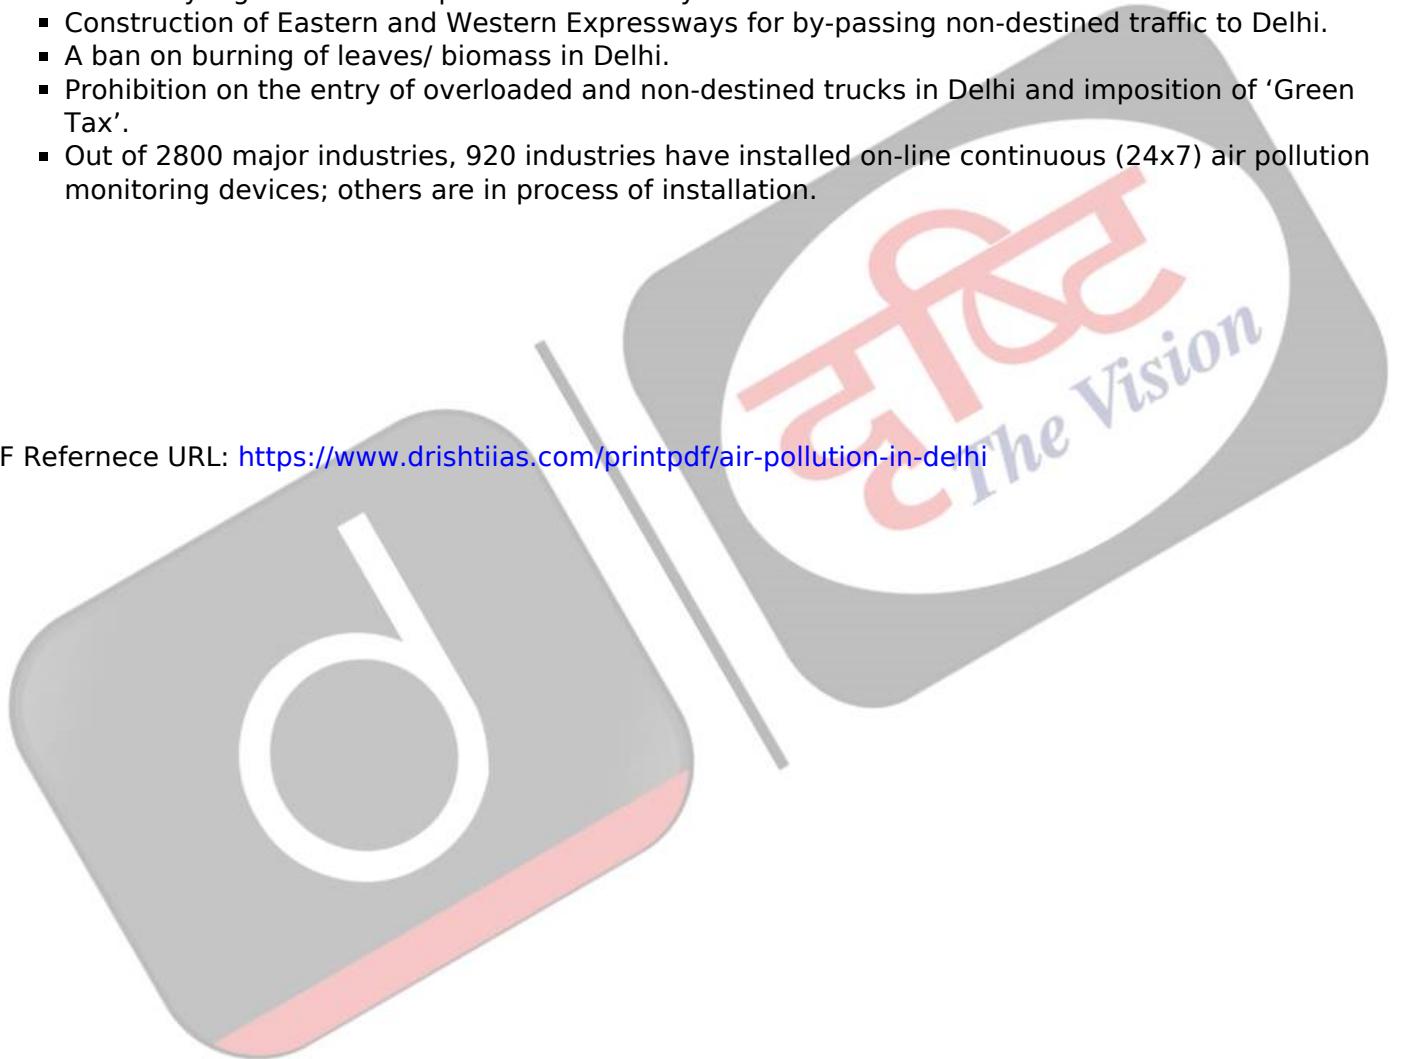 Construction of Eastern and Western Expressways for by-passing non-destined traffic to Delhi.
A ban on burning of leaves/ biomass in Delhi.
Prohibition on the entry of overloaded and non-destined trucks in Delhi and imposition of ‘Green
Tax’.
Out of 2800 major industries, 920 industries have installed on-line continuous (24x7) air pollution
monitoring devices; others are in process of installation.
दृष्टि
The Vision
F Refernece URL: https://www.drishtiias.com/printpdf/air-pollution-in-delhi
d